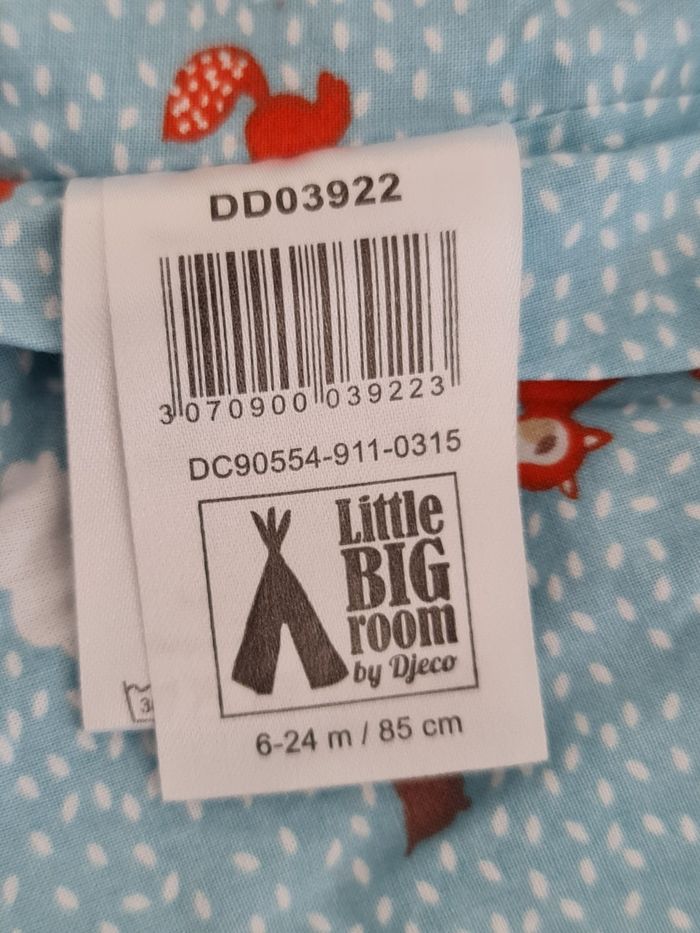 DD03922
3 070900 039223
DC90554-911-0315
Little
BIG
room
by Djeco
6-24 m / 85 cm